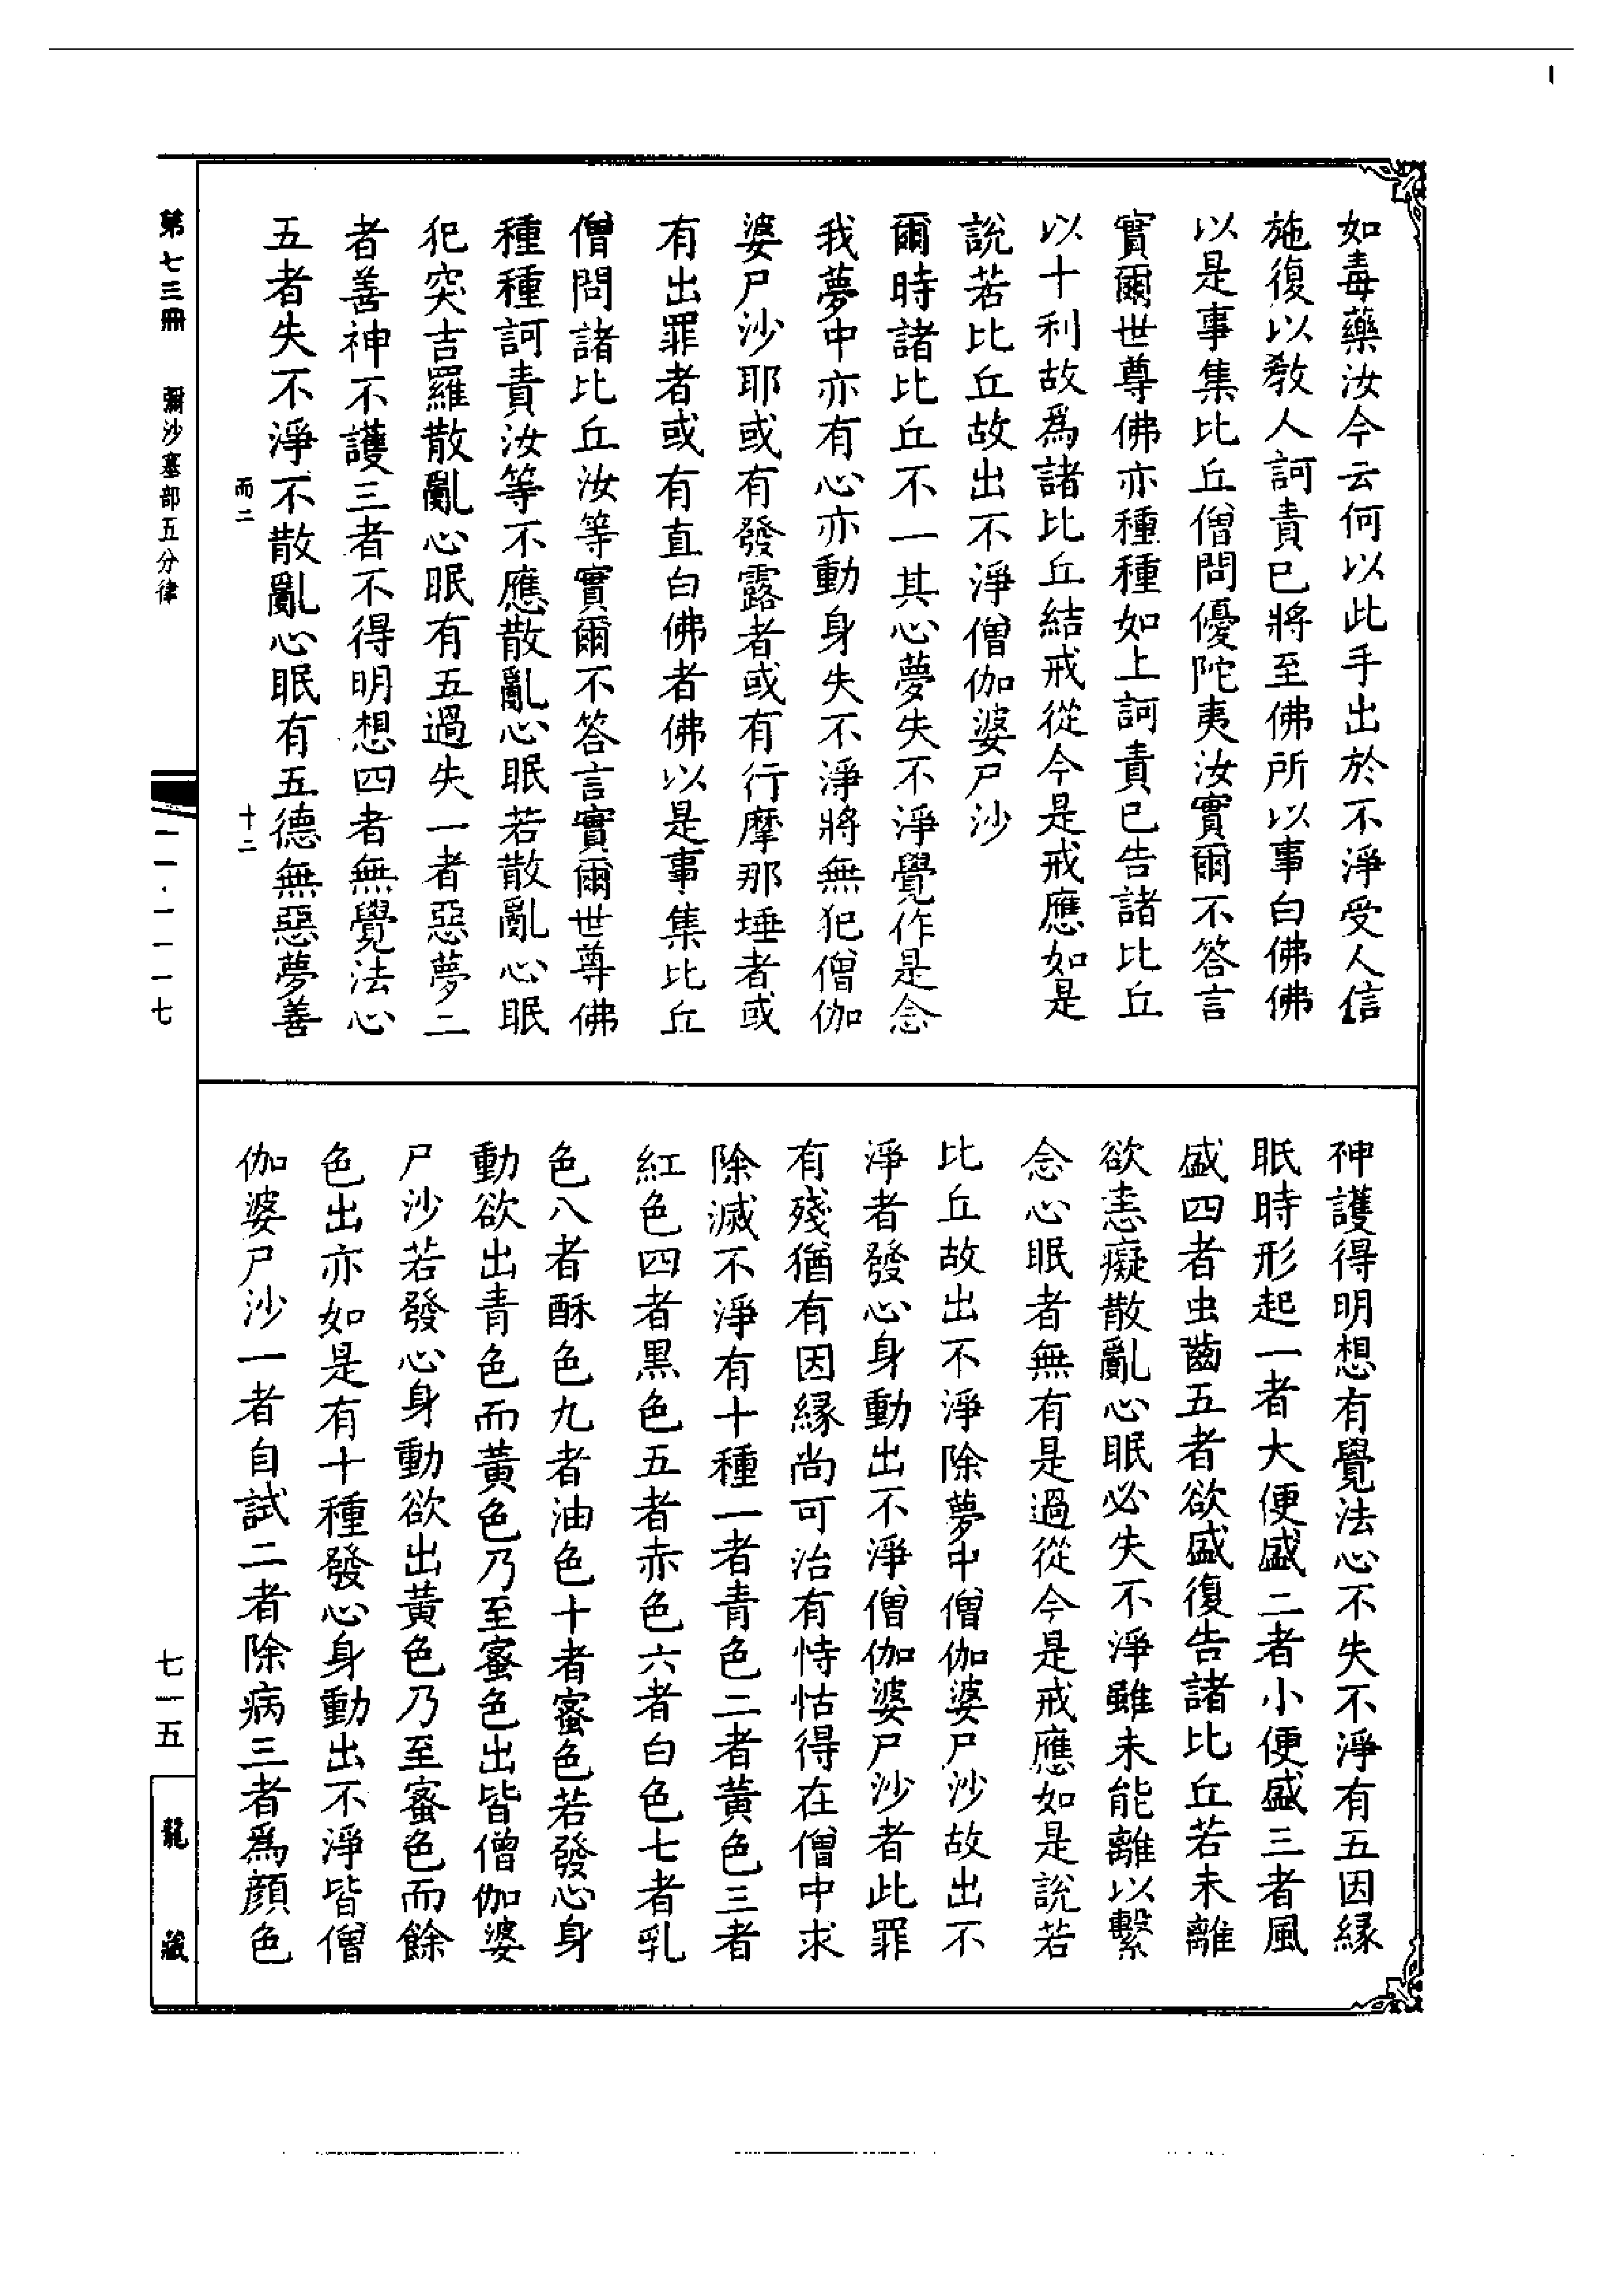 如毒藥汝今云何以此手出於不淨受人信
施復以教人訶責已將至佛所以事白佛佛
以是事集比丘僧問優陀夷汝實爾不答言
實爾世尊佛亦種種如上訶責已告諸比丘
以十利故為諸比丘結戒從今是戒應如是
說若比丘故出不淨僧伽婆尸沙
爾時諸比丘不一其心夢失不淨覺作是念
我夢中亦有心亦動身失不淨將無犯僧伽
婆尸沙耶或有發露者或有行摩那埵者或
有出罪者或有直白佛者佛以是事集比丘
僧問諸比丘汝等實爾不答言實爾世尊佛
種種訶責汝等不應散亂心眠若散亂心眠
犯突吉羅散亂心眠有五過失一者惡夢二
者善神不護三者不得明想四者無覺法心
五者失不淨不散亂心眠有五德無惡夢善
而二 十二
神護得明想有覺法心不失不淨有五因緣
眠時形起一者大便盛二者小便盛三者風
盛四者虫齒五者欲盛復告諸比丘若未離
欲恚癡散亂心眠必失不淨雖未能離以繫
念心眠者無有是過從今是戒應如是說若
比丘故出不淨除夢中僧伽婆尸沙故出不
淨者發心身動出不淨僧伽婆尸沙者此罪
有殘猶有因緣尚可治有恃怙得在僧中求
除滅不淨有十種一者青色二者黃色三者
紅色四者黑色五者赤色六者白色七者乳
色八者酥色九者油色十者蜜色若發心身
動欲出青色而黃色乃至蜜色出皆僧伽婆
尸沙若發心身動欲出黃色乃至蜜色而餘
色出亦如是有十種發心身動出不淨皆僧
伽婆尸沙一者自試二者除病三者為顏色
第七三冊 彌沙塞部五分律
一一·一一一七
七一五
龍藏